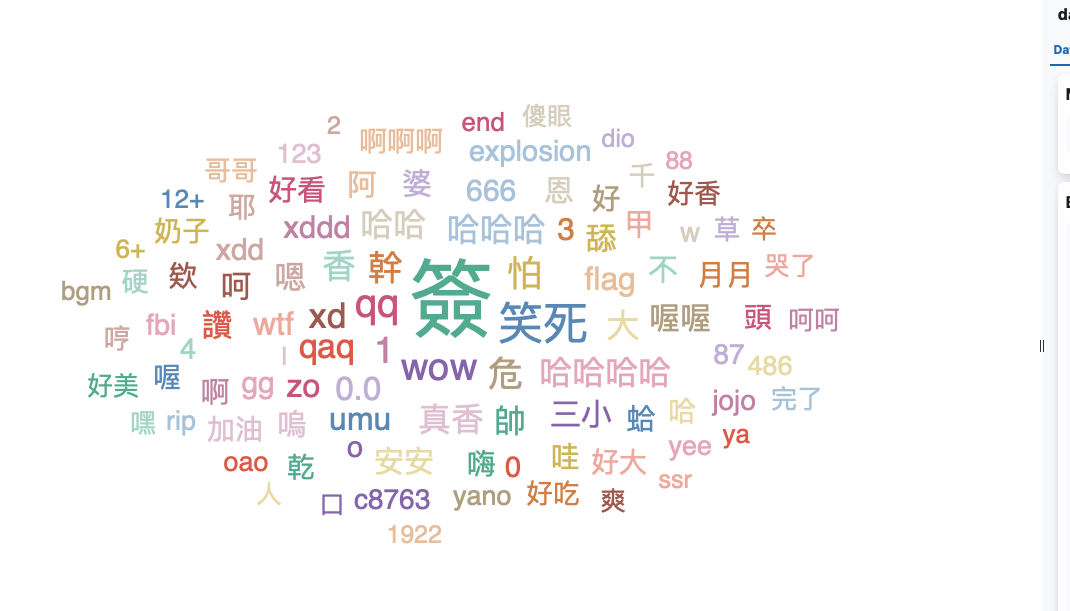 da
Da
2
啊啊啊
end
傻眼
dio
123
explosion
88
哥哥
好看
阿
婆
666
恩
千
好
好香
12+
耶
奶子
xddd
哈哈
哈哈哈
3
舔
甲
w
草
卒
6+
xdd
硬
欸
呵
嗯
香
幹
簽
怕
flag
不
月月
哭了
bgm
哼
fbi
讚
wtf
xd
qq
笑死
大
喔喔
頭
呵呵
4
l
qaq
1
wow
危
哈哈哈哈
87
486
好美
喔
啊
gg
zo
0.0
嘿
rip
加油
嗚
umu
真香
帥
三小
蛤
哈
jojo
完了
oao
乾
o
安安
嗨
0
哇
好大
yee
ya
ssr
人
口
c8763
yano
好吃
爽
1922